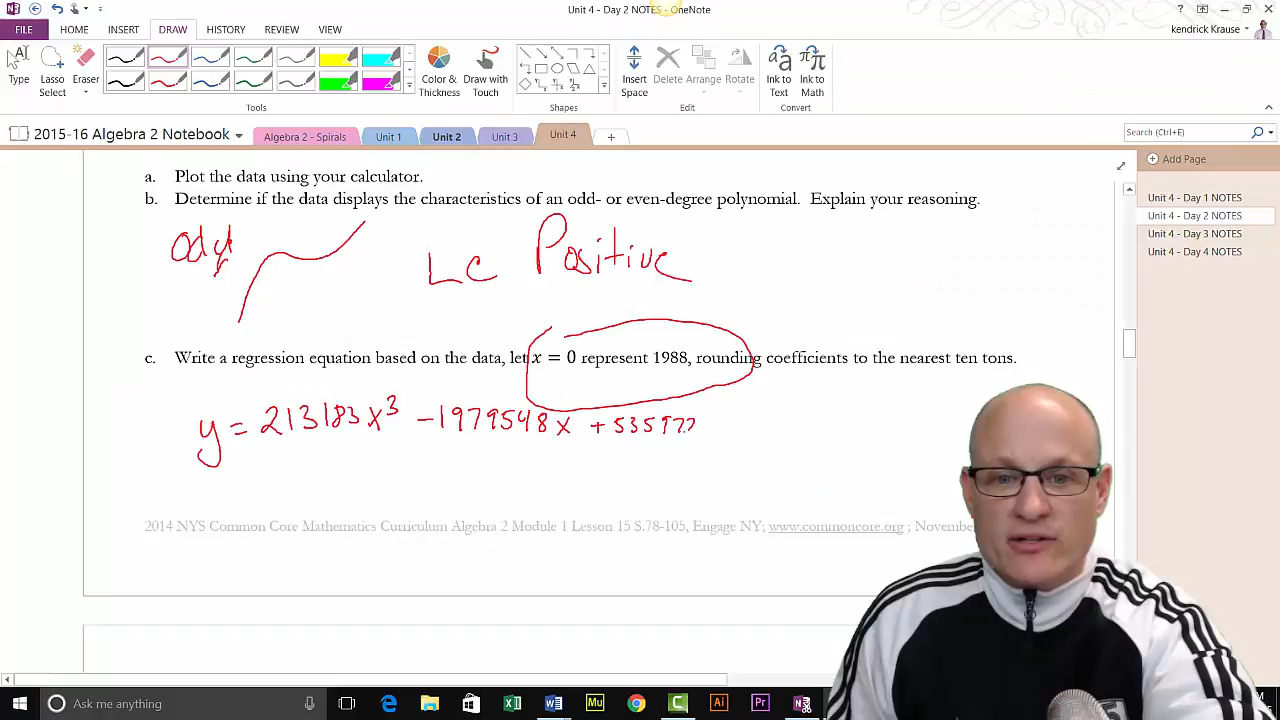 Unit 4 - Day 2 NOTES - OneNote
FILE HOME INSERT DRAW HISTORY REVIEW VIEW
kendrick Krause
Type Lasso Select Eraser Color & Thickness Draw with Touch Insert Space Delete Arrange Rotate Ink to Text Ink to Math
Tools Shapes Edit Convert
2015-16 Algebra 2 Notebook Algebra 2 - Spirals Unit 1 Unit 2 Unit 3 Unit 4 Search (Ctrl+E)
Add Page
Unit 4 - Day 1 NOTES
Unit 4 - Day 2 NOTES
Unit 4 - Day 3 NOTES
Unit 4 - Day 4 NOTES
a. Plot the data using your calculator.
b. Determine if the data displays the characteristics of an odd- or even-degree polynomial. Explain your reasoning.
LC Positive
c. Write a regression equation based on the data, let x = 0 represent 1988, rounding coefficients to the nearest ten tons.
y = 213183x³ - 1979548x +
2014 NYS Common Core Mathematics Curriculum Algebra 2 Module 1 Lesson 15 S.78-105, Engage NY; www.commoncore.org ; November
Ask me anything